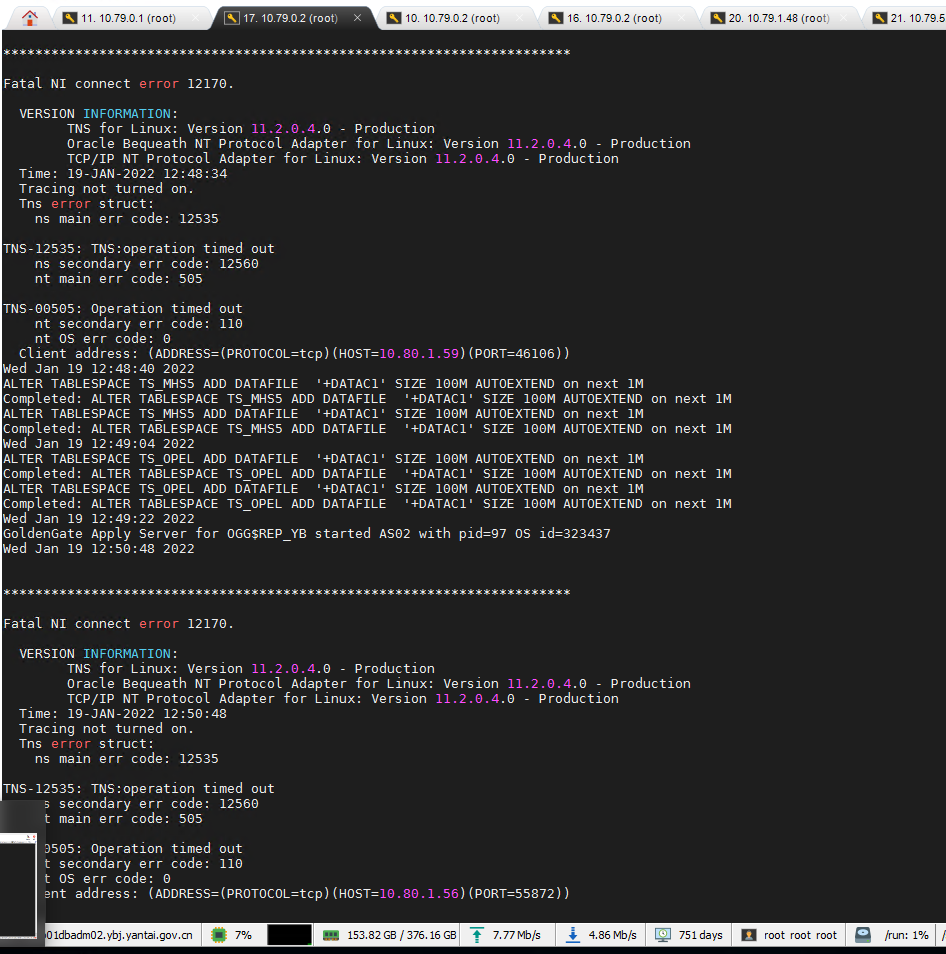 11. 10.79.0.1 (root)
17. 10.79.0.2 (root)
10. 10.79.0.2 (root)
16. 10.79.0.2 (root)
20. 10.79.1.48 (root)
21. 10.79.5
***********************************************************************
Fatal NI connect error 12170.
VERSION INFORMATION:
TNS for Linux: Version 11.2.0.4.0 - Production
Oracle Bequeath NT Protocol Adapter for Linux: Version 11.2.0.4.0 - Production
TCP/IP NT Protocol Adapter for Linux: Version 11.2.0.4.0 - Production
Time: 19-JAN-2022 12:48:34
Tracing not turned on.
Tns error struct:
ns main err code: 12535
TNS-12535: TNS:operation timed out
ns secondary err code: 12560
nt main err code: 505
TNS-00505: Operation timed out
nt secondary err code: 110
nt OS err code: 0
Client address: (ADDRESS=(PROTOCOL=tcp)(HOST=10.80.1.59)(PORT=46106))
Wed Jan 19 12:48:40 2022
ALTER TABLESPACE TS_MHS5 ADD DATAFILE  '+DATAC1' SIZE 100M AUTOEXTEND on next 1M
Completed: ALTER TABLESPACE TS_MHS5 ADD DATAFILE  '+DATAC1' SIZE 100M AUTOEXTEND on next 1M
ALTER TABLESPACE TS_MHS5 ADD DATAFILE  '+DATAC1' SIZE 100M AUTOEXTEND on next 1M
Completed: ALTER TABLESPACE TS_MHS5 ADD DATAFILE  '+DATAC1' SIZE 100M AUTOEXTEND on next 1M
Wed Jan 19 12:49:04 2022
ALTER TABLESPACE TS_OPEL ADD DATAFILE  '+DATAC1' SIZE 100M AUTOEXTEND on next 1M
Completed: ALTER TABLESPACE TS_OPEL ADD DATAFILE  '+DATAC1' SIZE 100M AUTOEXTEND on next 1M
ALTER TABLESPACE TS_OPEL ADD DATAFILE  '+DATAC1' SIZE 100M AUTOEXTEND on next 1M
Completed: ALTER TABLESPACE TS_OPEL ADD DATAFILE  '+DATAC1' SIZE 100M AUTOEXTEND on next 1M
Wed Jan 19 12:49:22 2022
GoldenGate Apply Server for OGG$REP_YB started AS02 with pid=97 OS id=323437
Wed Jan 19 12:50:48 2022
***********************************************************************
Fatal NI connect error 12170.
VERSION INFORMATION:
TNS for Linux: Version 11.2.0.4.0 - Production
Oracle Bequeath NT Protocol Adapter for Linux: Version 11.2.0.4.0 - Production
TCP/IP NT Protocol Adapter for Linux: Version 11.2.0.4.0 - Production
Time: 19-JAN-2022 12:50:48
Tracing not turned on.
Tns error struct:
ns main err code: 12535
TNS-12535: TNS:operation timed out
s secondary err code: 12560
t main err code: 505
0505: Operation timed out
t secondary err code: 110
t OS err code: 0
ent address: (ADDRESS=(PROTOCOL=tcp)(HOST=10.80.1.56)(PORT=55872))
01dbadm02.ybj.yantai.gov.cn 7% 153.82 GB / 376.16 GB 7.77 Mb/s 4.86 Mb/s 751 days root root root /run: 1% /